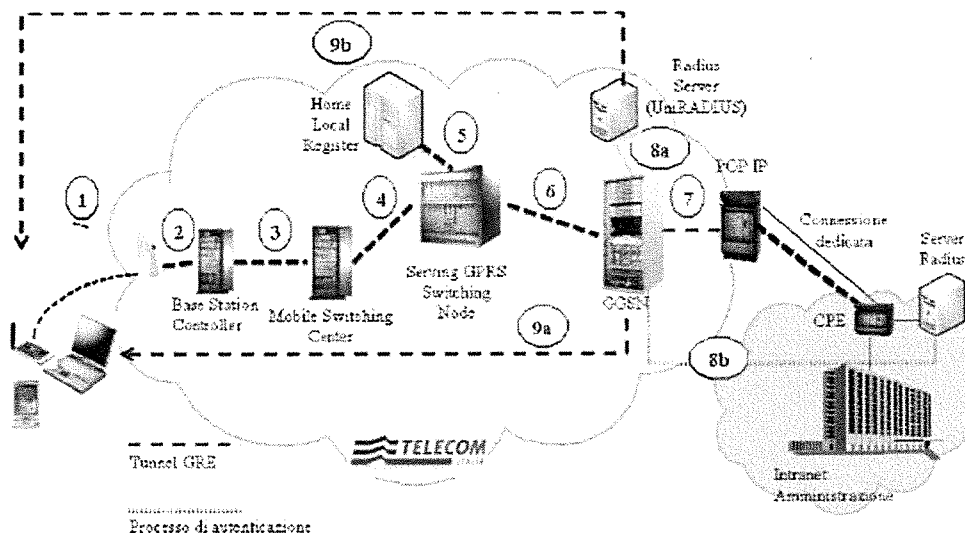 9b
Radius
Server
(UniRADIUS)
Home
Local
Register
5
8a
POP IP
1
4
6
7
2
3
Connessione
dedicata
Server
Radius
Base Station
Controller
Mobile Switching
Center
Serving GPRS
Switching
Node
GGSN
CPE
9a
8b
TELECOM
ITALIA
Tunnel GRE
Intranet
Amministrazione
Processo di autenticazione